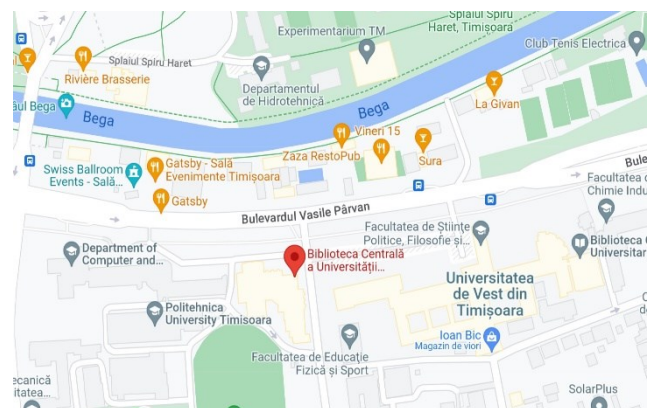 Splaiul Spiru
Haret, Timișoara
Experimentarium TM
Club Tenis Electrica
Splaiul Spiru Haret
Rivière Brasserie
Departamentul
de Hidrotehnică
La Givan
Bega
ul Bega
Bega
Vineri 15
Zaza RestoPub
Sura
Swiss Ballroom
Events - Sală...
Gatsby - Sală
Evenimente Timișoara
Gatsby
Bulevardul Vasile Pârvan
Bule
Facultatea d
Chimie Indu
Facultatea de Științe
Politice, Filosofie și...
Department of
Computer and...
Biblioteca Centrală
a Universității...
Biblioteca C
Universitar
Universitatea
de Vest din
Timișoara
Politehnica
University Timisoara
Ioan Bic
Magazin de viori
Facultatea de Educație
Fizică și Sport
ecanică
itatea...
SolarPlus